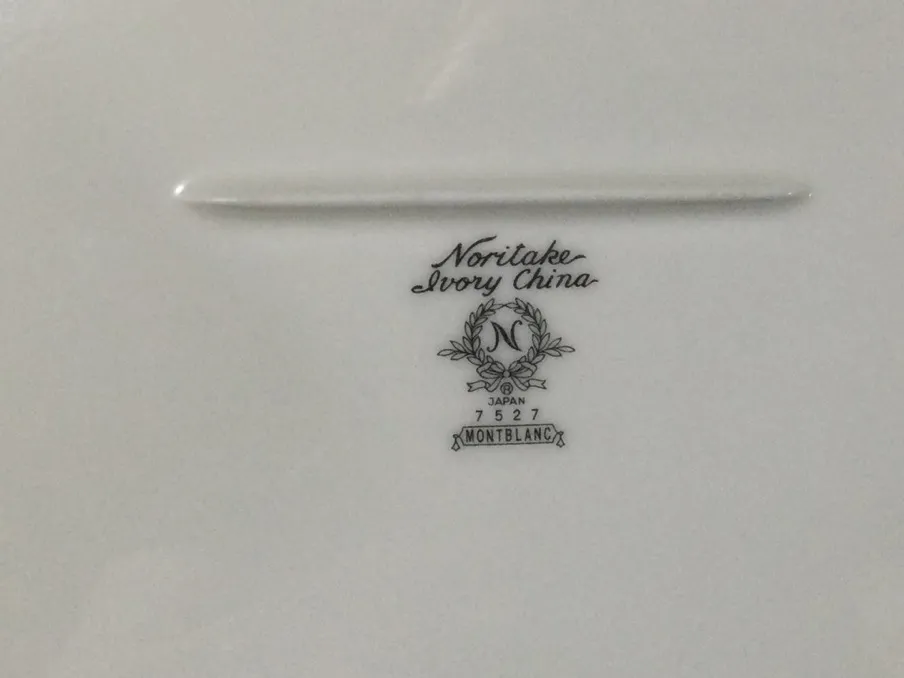 Noritake
Ivory China
N
®
JAPAN
7527
MONTBLANC